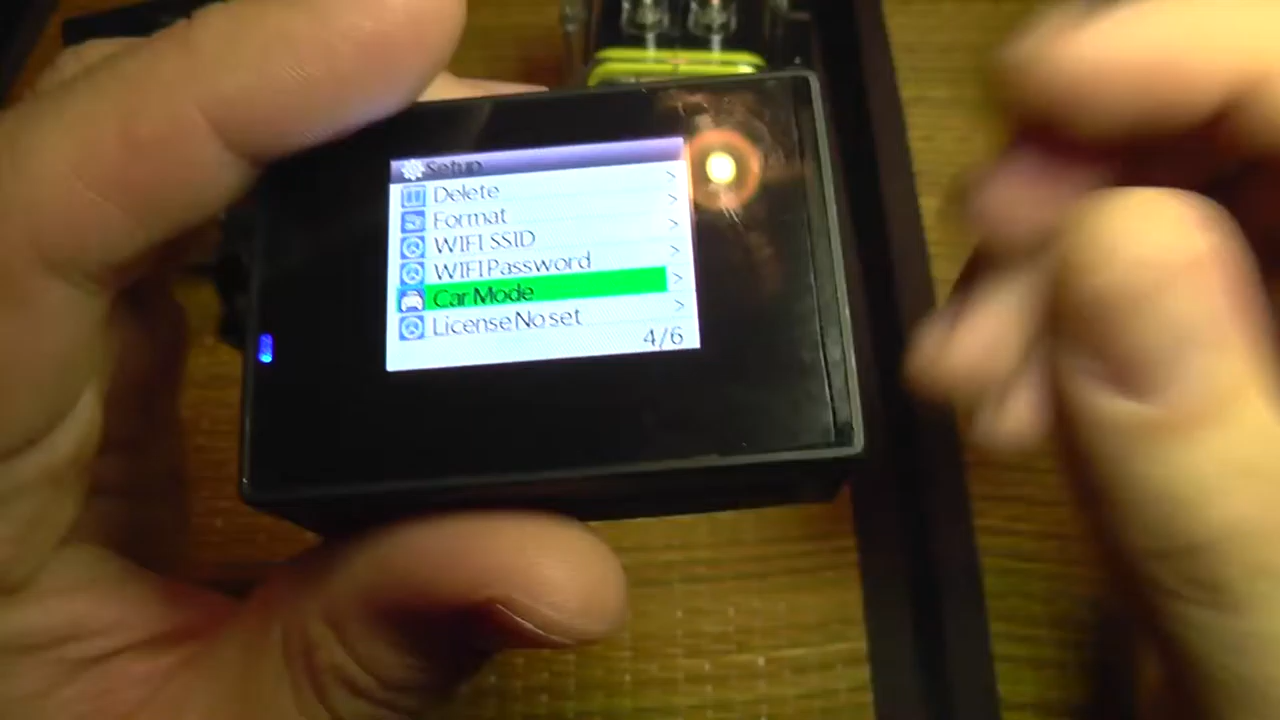 Setup
Delete >
Format >
WIFI SSID >
WIFI Password >
Car Mode >
License No set >
4/6